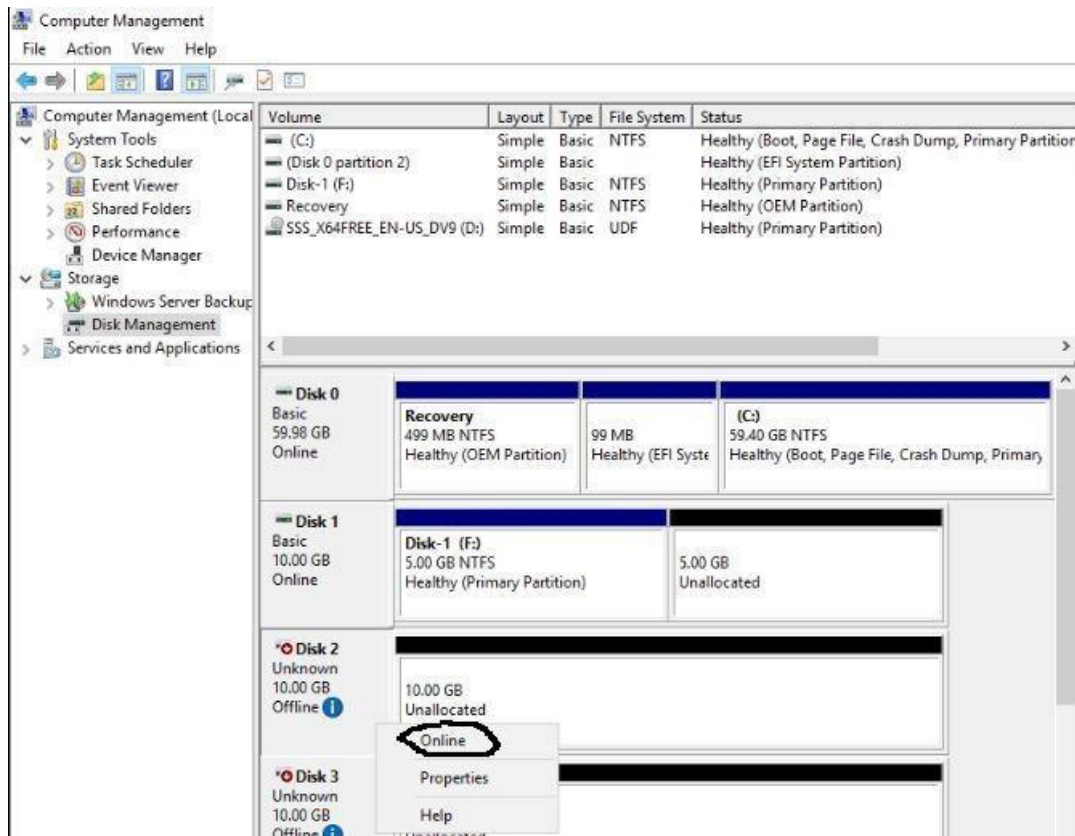 Computer Management
File Action View Help
Computer Management (Local
System Tools
Task Scheduler
Event Viewer
Shared Folders
Performance
Device Manager
Storage
Windows Server Backup
Disk Management
Services and Applications
Volume Layout Type File System Status
(C:) Simple Basic NTFS Healthy (Boot, Page File, Crash Dump, Primary Partition
(Disk 0 partition 2) Simple Basic Healthy (EFI System Partition)
Disk-1 (F:) Simple Basic NTFS Healthy (Primary Partition)
Recovery Simple Basic NTFS Healthy (OEM Partition)
SSS_X64FREE_EN-US_DV9 (D:) Simple Basic UDF Healthy (Primary Partition)
Disk 0
Basic
59.98 GB
Online
Recovery
499 MB NTFS
Healthy (OEM Partition)
99 MB
Healthy (EFI Syste
(C:)
59.40 GB NTFS
Healthy (Boot, Page File, Crash Dump, Primary
Disk 1
Basic
10.00 GB
Online
Disk-1 (F:)
5.00 GB NTFS
Healthy (Primary Partition)
5.00 GB
Unallocated
Disk 2
Unknown
10.00 GB
Offline
10.00 GB
Unallocated
Online
Properties
Help
Disk 3
Unknown
10.00 GB
Offline